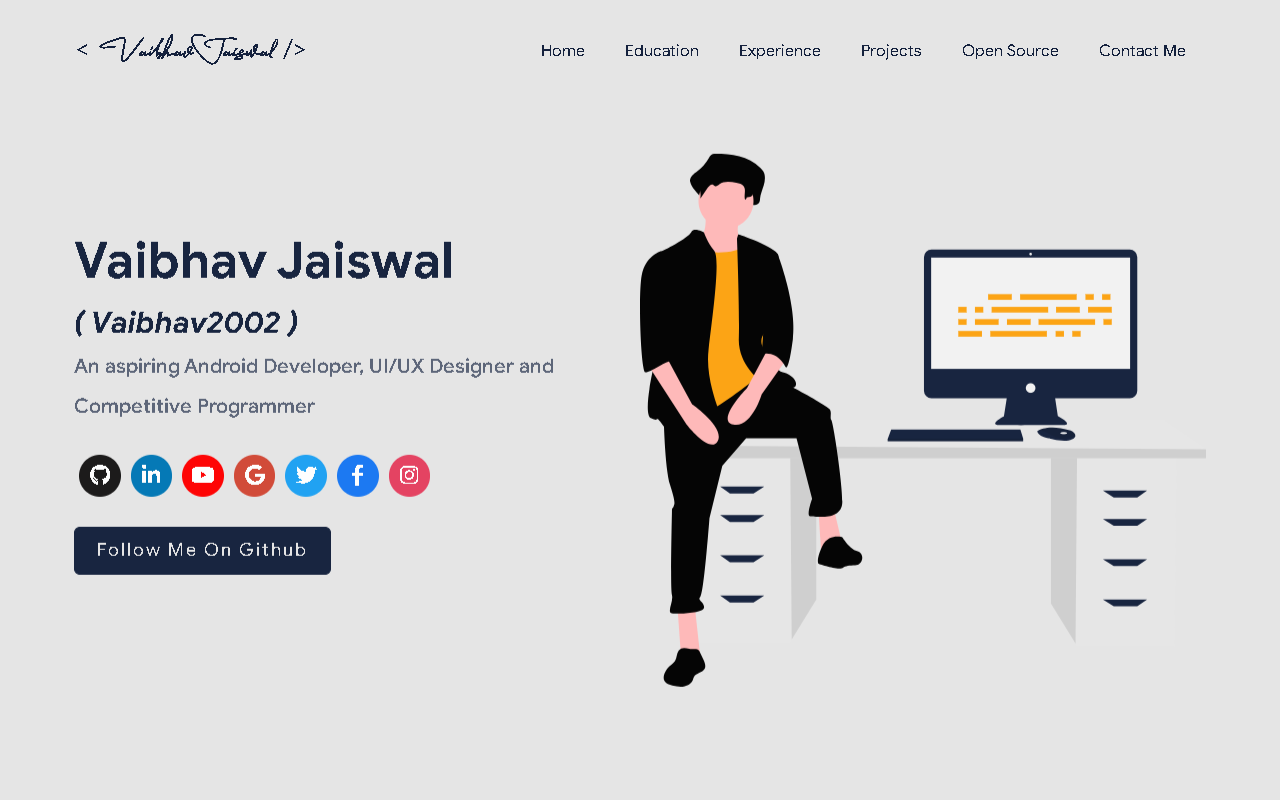 < Vaibhav Jaiswal />
Home Education Experience Projects Open Source Contact Me
Vaibhav Jaiswal
( Vaibhav2002 )
An aspiring Android Developer, UI/UX Designer and
Competitive Programmer
Follow Me On Github